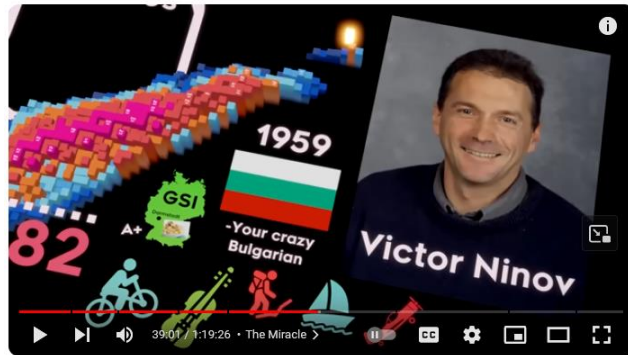 1959
GSI
A+
82
-Your crazy
Bulgarian
Victor Ninov
39:01 / 1:19:26 • The Miracle >
CC